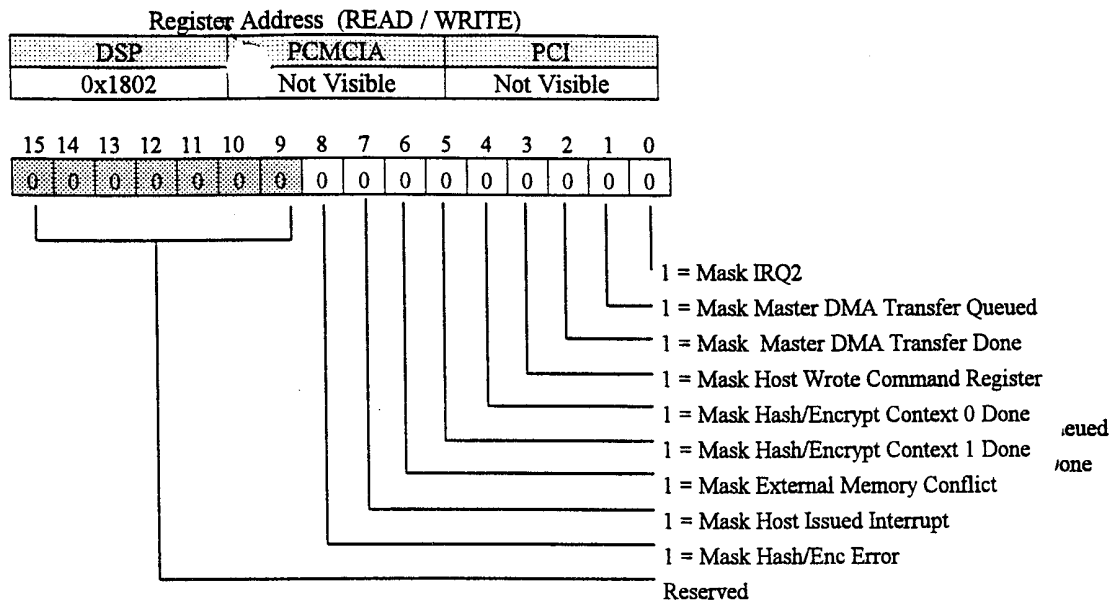 Register Address (READ / WRITE)
DSP PCMCIA PCI
0x1802 Not Visible Not Visible
15 14 13 12 11 10 9 8 7 6 5 4 3 2 1 0
0 0 0 0 0 0 0 0 0 0 0 0 0 0 0 0
1 = Mask IRQ2
1 = Mask Master DMA Transfer Queued
1 = Mask Master DMA Transfer Done
1 = Mask Host Wrote Command Register
1 = Mask Hash/Encrypt Context 0 Done
1 = Mask Hash/Encrypt Context 1 Done
1 = Mask External Memory Conflict
1 = Mask Host Issued Interrupt
1 = Mask Hash/Enc Error
Reserved